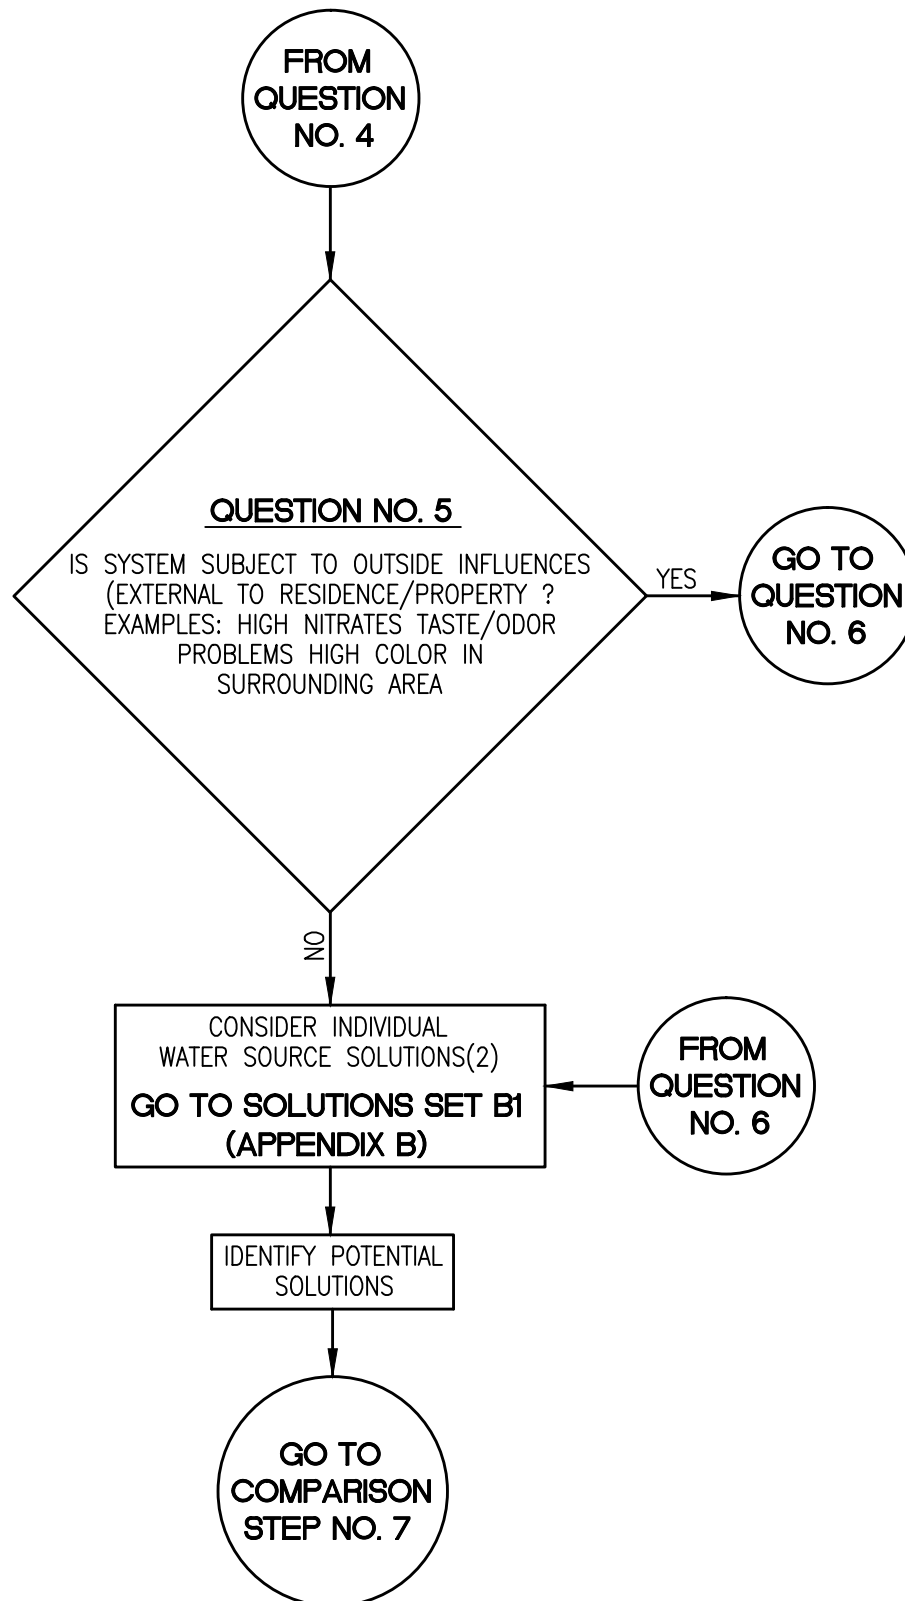 FROM
QUESTION
NO. 4
QUESTION NO. 5
IS SYSTEM SUBJECT TO OUTSIDE INFLUENCES
(EXTERNAL TO RESIDENCE/PROPERTY ?
EXAMPLES: HIGH NITRATES TASTE/ODOR
PROBLEMS HIGH COLOR IN
SURROUNDING AREA
YES
GO TO
QUESTION
NO. 6
NO
CONSIDER INDIVIDUAL
WATER SOURCE SOLUTIONS(2)
GO TO SOLUTIONS SET B1
(APPENDIX B)
FROM
QUESTION
NO. 6
IDENTIFY POTENTIAL
SOLUTIONS
GO TO
COMPARISON
STEP NO. 7